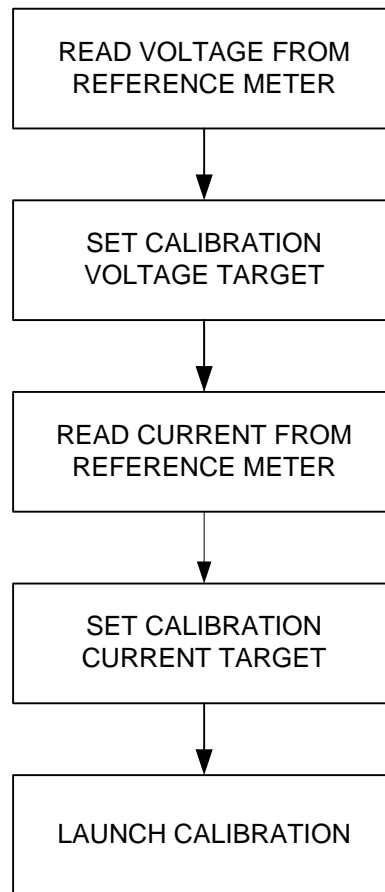 READ VOLTAGE FROM
REFERENCE METER
SET CALIBRATION
VOLTAGE TARGET
READ CURRENT FROM
REFERENCE METER
SET CALIBRATION
CURRENT TARGET
LAUNCH CALIBRATION